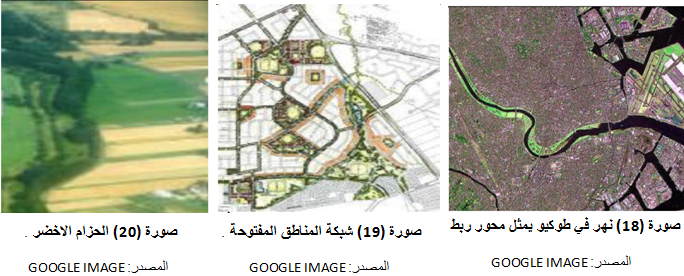 صورة (18) نهر في طوكيو يمثل محور ربط
المصدر: GOOGLE IMAGE
صورة (19) شبكة المناطق المفتوحة .
المصدر: GOOGLE IMAGE
صورة (20) الحزام الاخضر .
المصدر: GOOGLE IMAGE